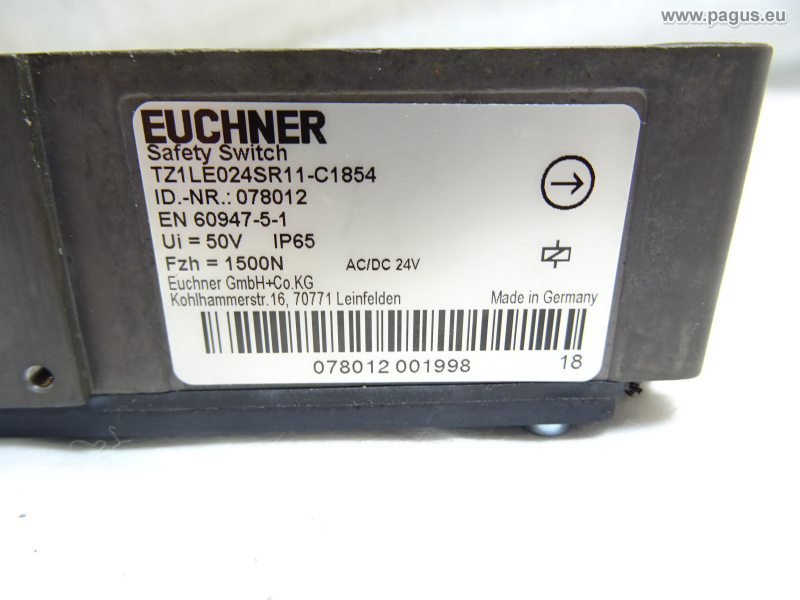 www.pagus.eu
EUCHNER
Safety Switch
TZ1LE024SR11-C1854
ID.-NR.: 078012
EN 60947-5-1
Ui = 50V IP65
Fzh = 1500N AC/DC 24V
Euchner GmbH+Co.KG
Kohlhammerstr.16, 70771 Leinfelden Made in Germany
078012 001998 18